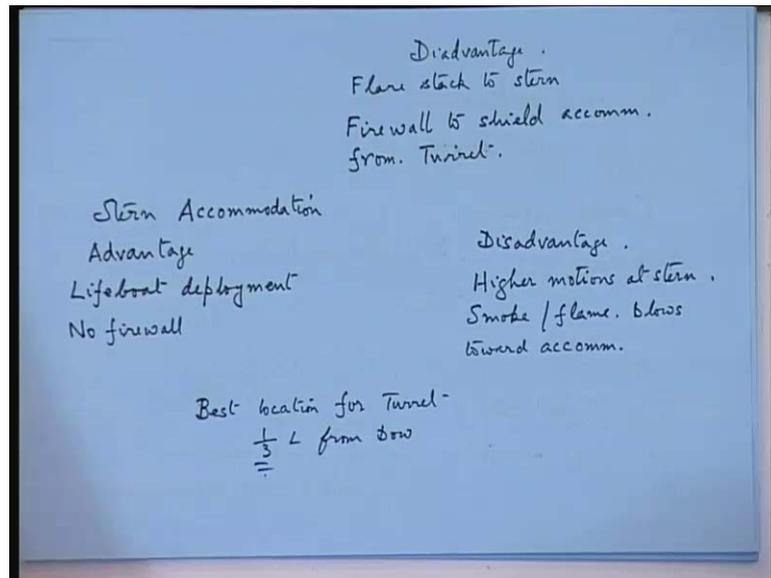 Disadvantage.
Flare stack to stern
Firewall to shield accomm.
from. Turret.
Stern Accommodation
Advantage
Lifeboat deployment
No firewall
Disadvantage.
Higher motions at stern.
Smoke / flame. blows
toward accomm.
Best location for Turret
1/3 L from bow